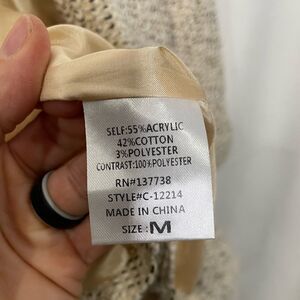 SELF:55%ACRYLIC
42%COTTON
3%POLYESTER
CONTRAST:100%POLYESTER
RN#137738
STYLE#C-12214
MADE IN CHINA
SIZE:M